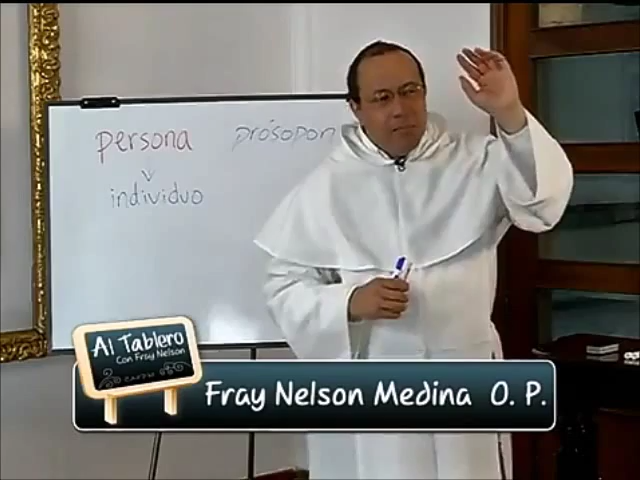 persona prósopon
v
individuo
Al Tablero
Con Fray Nelson
Fray Nelson Medina O. P.